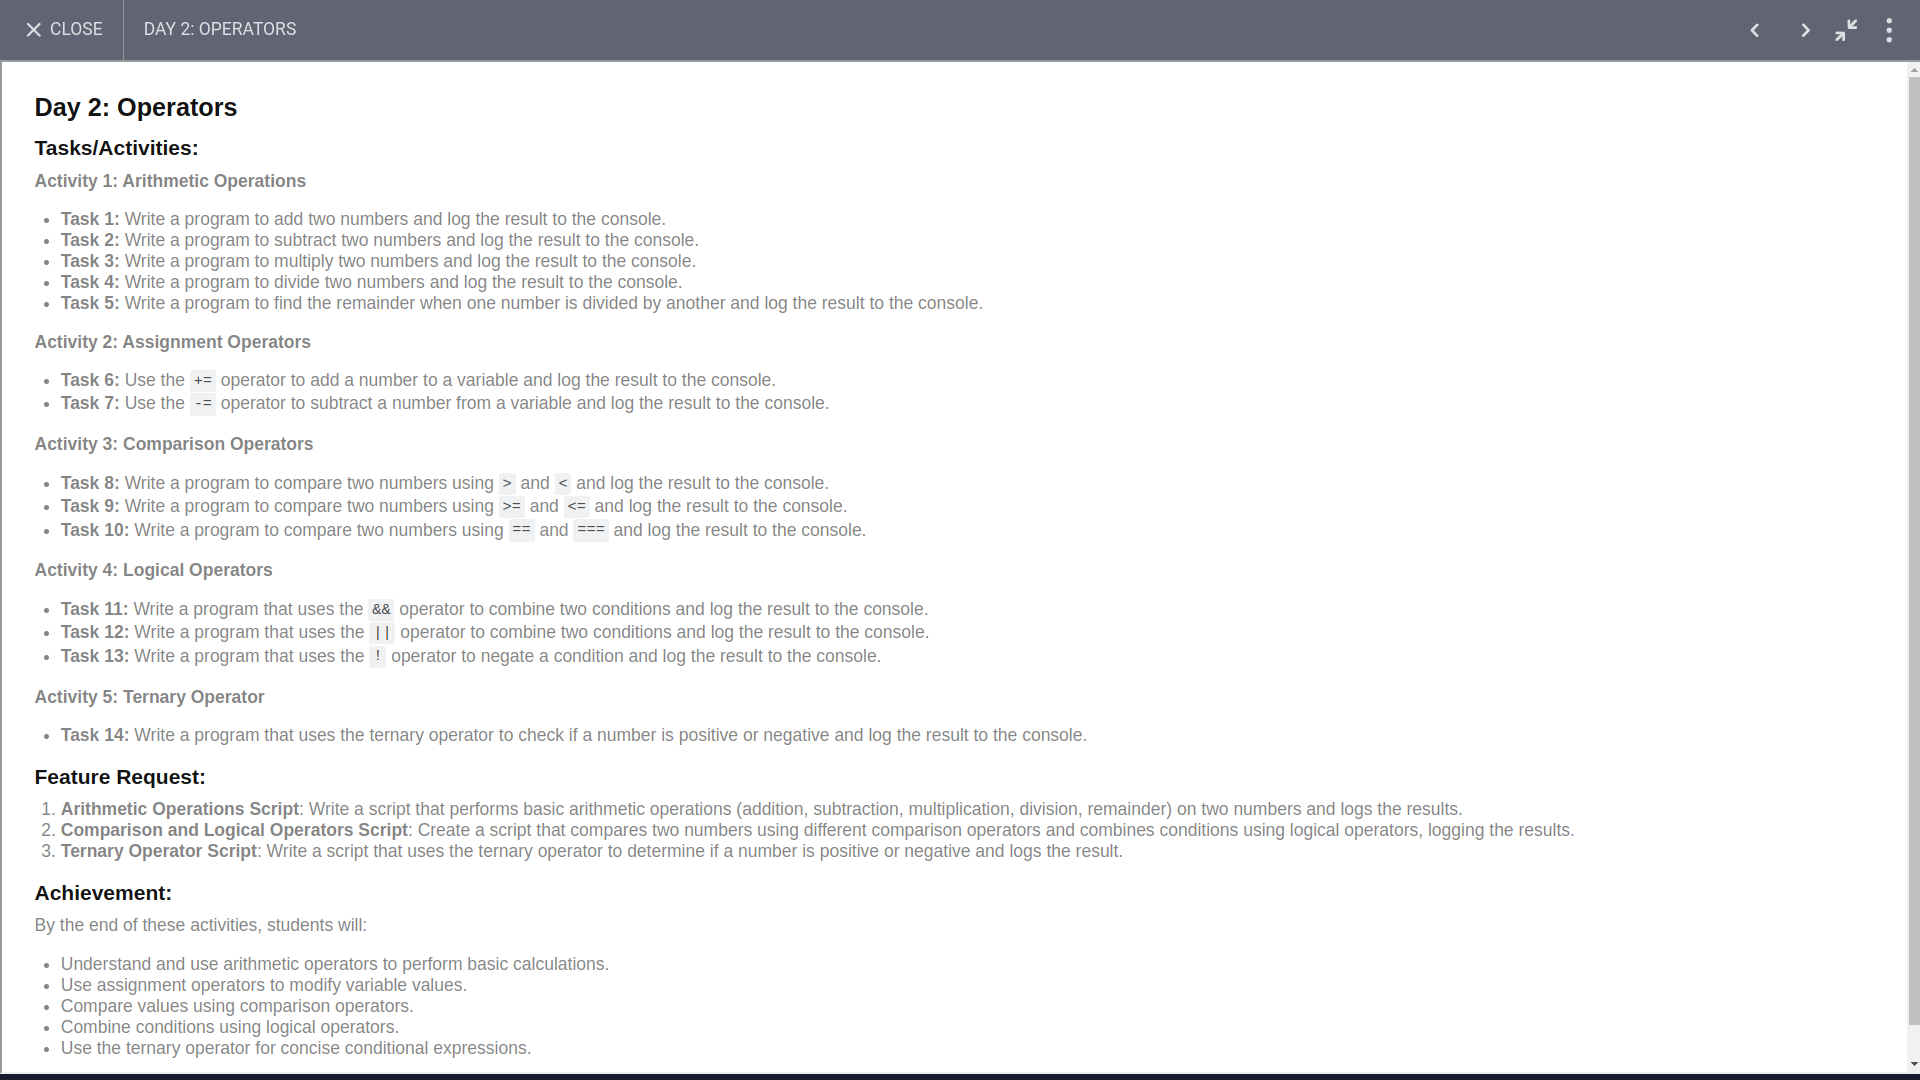 CLOSE
DAY 2: OPERATORS
Day 2: Operators
Tasks/Activities:
Activity 1: Arithmetic Operations
Task 1: Write a program to add two numbers and log the result to the console.
Task 2: Write a program to subtract two numbers and log the result to the console.
Task 3: Write a program to multiply two numbers and log the result to the console.
Task 4: Write a program to divide two numbers and log the result to the console.
Task 5: Write a program to find the remainder when one number is divided by another and log the result to the console.
Activity 2: Assignment Operators
Task 6: Use the += operator to add a number to a variable and log the result to the console.
Task 7: Use the -= operator to subtract a number from a variable and log the result to the console.
Activity 3: Comparison Operators
Task 8: Write a program to compare two numbers using > and < and log the result to the console.
Task 9: Write a program to compare two numbers using >= and <= and log the result to the console.
Task 10: Write a program to compare two numbers using == and === and log the result to the console.
Activity 4: Logical Operators
Task 11: Write a program that uses the && operator to combine two conditions and log the result to the console.
Task 12: Write a program that uses the || operator to combine two conditions and log the result to the console.
Task 13: Write a program that uses the ! operator to negate a condition and log the result to the console.
Activity 5: Ternary Operator
Task 14: Write a program that uses the ternary operator to check if a number is positive or negative and log the result to the console.
Feature Request:
1. Arithmetic Operations Script: Write a script that performs basic arithmetic operations (addition, subtraction, multiplication, division, remainder) on two numbers and logs the results.
2. Comparison and Logical Operators Script: Create a script that compares two numbers using different comparison operators and combines conditions using logical operators, logging the results.
3. Ternary Operator Script: Write a script that uses the ternary operator to determine if a number is positive or negative and logs the result.
Achievement:
By the end of these activities, students will:
Understand and use arithmetic operators to perform basic calculations.
Use assignment operators to modify variable values.
Compare values using comparison operators.
Combine conditions using logical operators.
Use the ternary operator for concise conditional expressions.